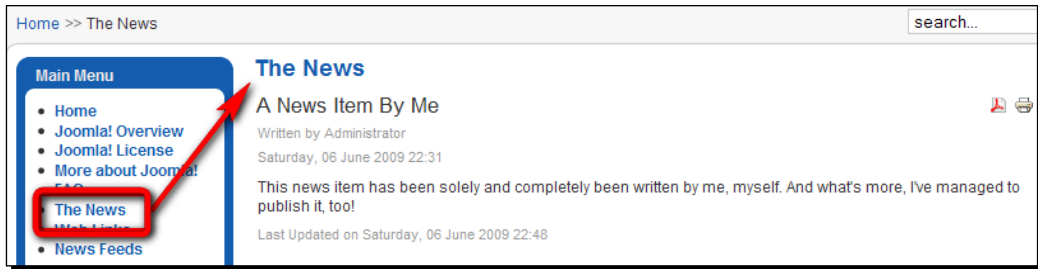 Home >> The News
search...
Main Menu
Home
Joomla! Overview
Joomla! License
More about Joomla!
FAQ
The News
Web Links
News Feeds
The News
A News Item By Me
Written by Administrator
Saturday, 06 June 2009 22:31
This news item has been solely and completely been written by me, myself. And what's more, I've managed to
publish it, too!
Last Updated on Saturday, 06 June 2009 22:48